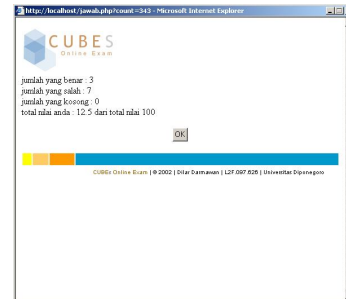 http://localhost/jawab.php?count=343 - Microsoft Internet Explorer
CUBES
Online Exam
jumlah yang benar : 3
jumlah yang salah : 7
jumlah yang kosong : 0
total nilai anda : 12.5 dari total nilai 100
OK
CUBEs Online Exam | © 2002 | Dilar Darmawan | L2F.097.626 | Universitas Diponegoro